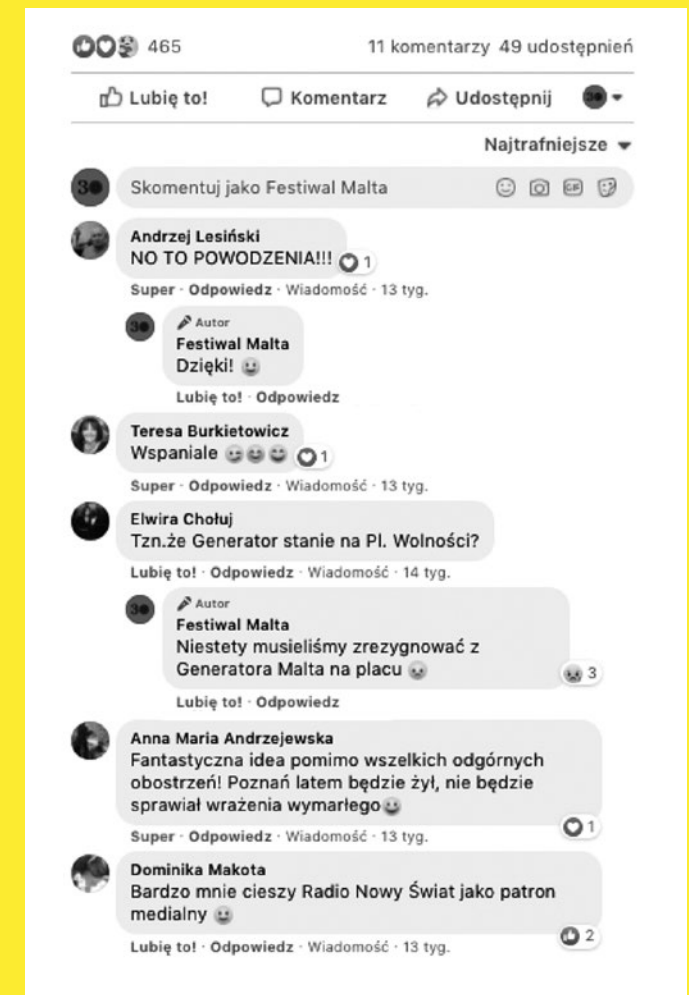 465
11 komentarzy 49 udostępnień
Lubię to! Komentarz Udostępnij
Najtrafniejsze
30 Skomentuj jako Festiwal Malta GIF
Andrzej Lesiński
NO TO POWODZENIA!!! 1
Super · Odpowiedz · Wiadomość · 13 tyg.
Autor
Festiwal Malta
Dzięki!
Lubię to! · Odpowiedz
Teresa Burkietowicz
Wspaniale 1
Super · Odpowiedz · Wiadomość · 13 tyg.
Elwira Chołuj
Tzn.że Generator stanie na Pl. Wolności?
Lubię to! · Odpowiedz · Wiadomość · 14 tyg.
Autor
Festiwal Malta
Niestety musieliśmy zrezygnować z
Generatora Malta na placu 3
Lubię to! · Odpowiedz
Anna Maria Andrzejewska
Fantastyczna idea pomimo wszelkich odgórnych
obostrzeń! Poznań latem będzie żył, nie będzie
sprawiał wrażenia wymarłego
1
Super · Odpowiedz · Wiadomość · 13 tyg.
Dominika Makota
Bardzo mnie cieszy Radio Nowy Świat jako patron
medialny
2
Lubię to! · Odpowiedz · Wiadomość · 13 tyg.